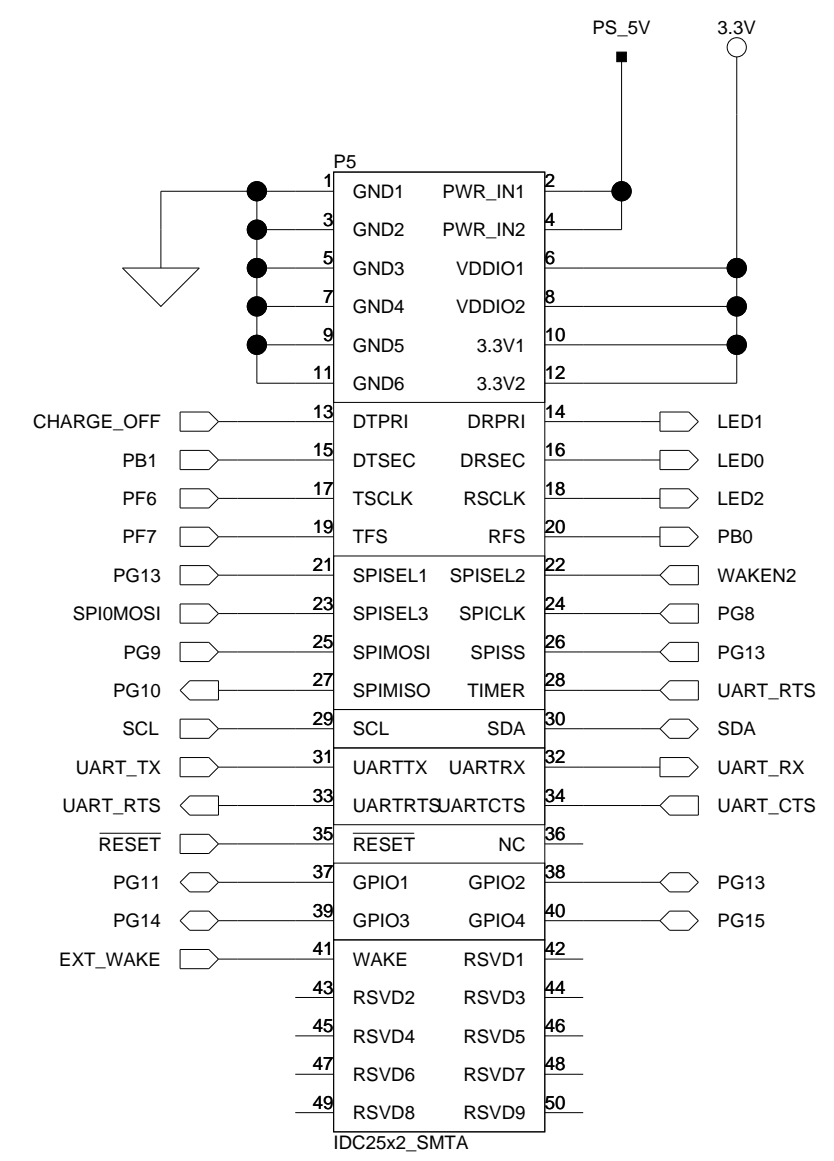 PS_5V 3.3V
P5
1 GND1 PWR_IN1 2
3 GND2 PWR_IN2 4
5 GND3 VDDIO1 6
7 GND4 VDDIO2 8
9 GND5 3.3V1 10
11 GND6 3.3V2 12
CHARGE_OFF 13 DTPRI DRPRI 14 LED1
PB1 15 DTSEC DRSEC 16 LED0
PF6 17 TSCLK RSCLK 18 LED2
PF7 19 TFS RFS 20 PB0
PG13 21 SPISEL1 SPISEL2 22 WAKEN2
SPI0MOSI 23 SPISEL3 SPICLK 24 PG8
PG9 25 SPIMOSI SPISS 26 PG13
PG10 27 SPIMISO TIMER 28 UART_RTS
SCL 29 SCL SDA 30 SDA
UART_TX 31 UARTTX UARTRX 32 UART_RX
UART_RTS 33 UARTRTS UARTCTS 34 UART_CTS
RESET 35 RESET NC 36
PG11 37 GPIO1 GPIO2 38 PG13
PG14 39 GPIO3 GPIO4 40 PG15
EXT_WAKE 41 WAKE RSVD1 42
43 RSVD2 RSVD3 44
45 RSVD4 RSVD5 46
47 RSVD6 RSVD7 48
49 RSVD8 RSVD9 50
IDC25x2_SMTA